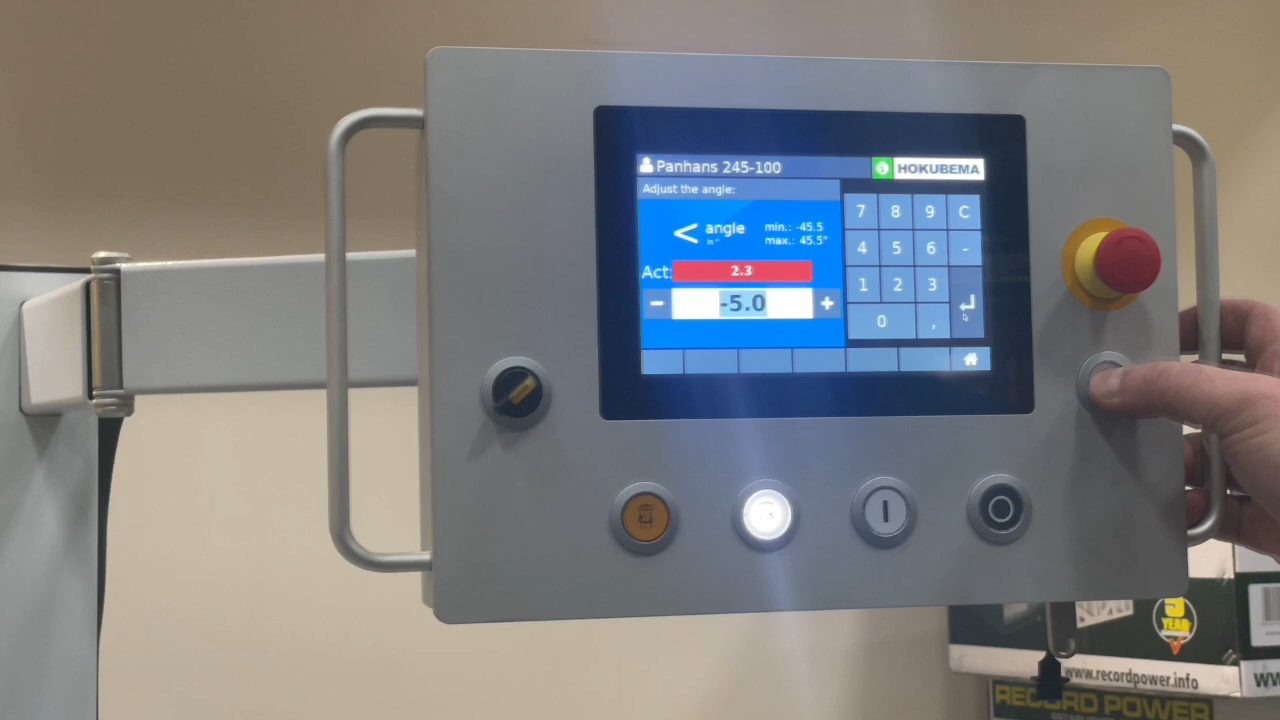 Panhans 245-100
HOKUBEMA
Adjust the angle:
< angle
in °
min.: -45.5
max.: 45.5°
Act:
2.3
- -5.0 +
7 8 9 C
4 5 6 -
1 2 3
0 ,
5
YEAR
www.recordpower.info
WW
RECORD POWER